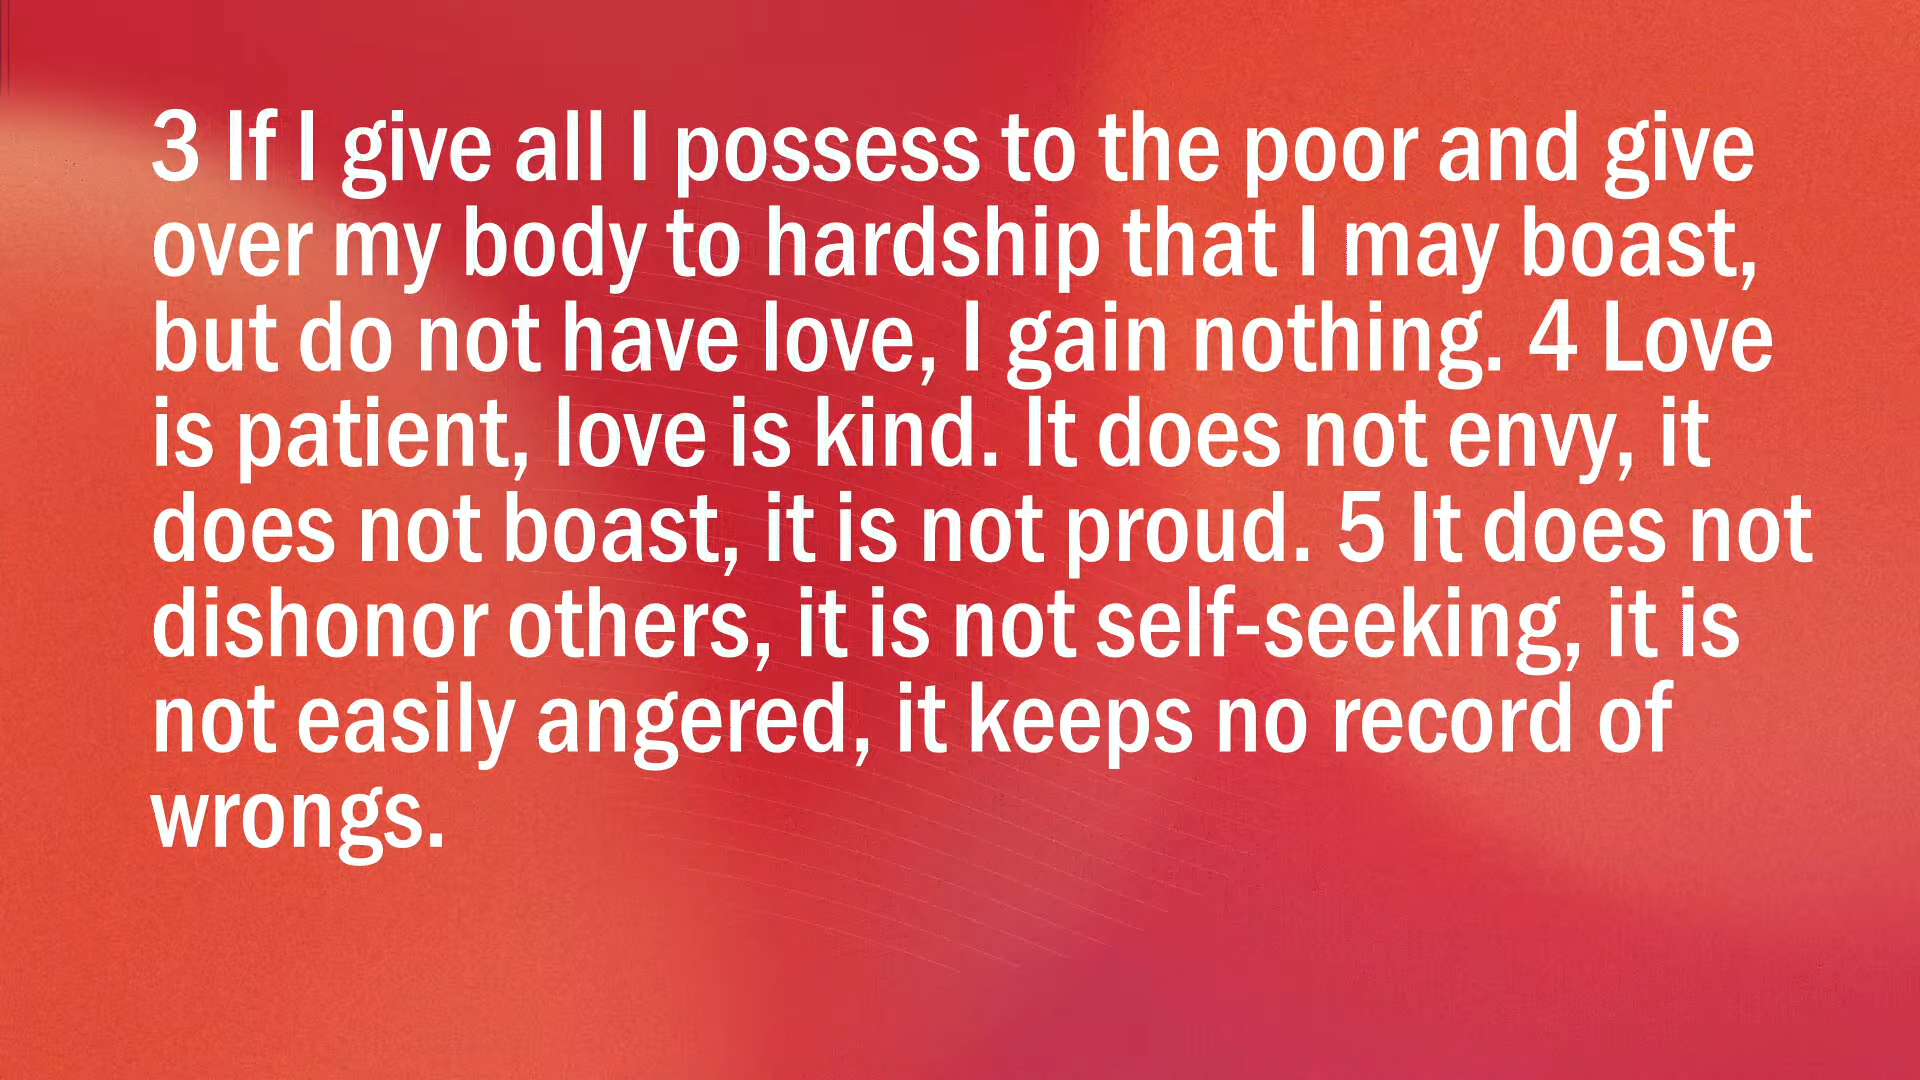 3 If I give all I possess to the poor and give
over my body to hardship that I may boast,
but do not have love, I gain nothing. 4 Love
is patient, love is kind. It does not envy, it
does not boast, it is not proud. 5 It does not
dishonor others, it is not self-seeking, it is
not easily angered, it keeps no record of
wrongs.